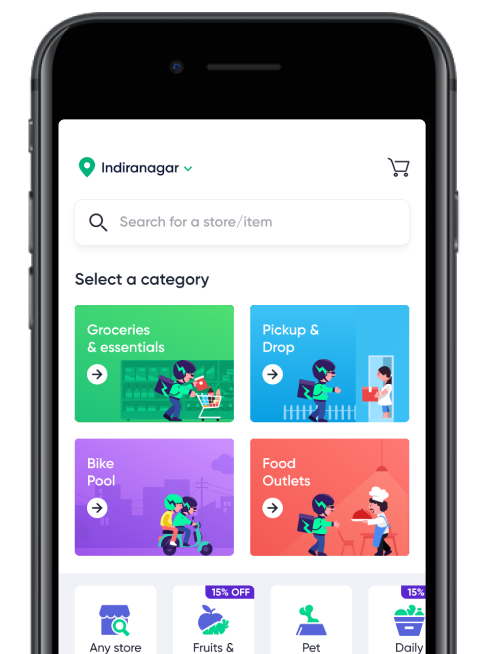 Indiranagar
Search for a store/item
Select a category
Groceries
& essentials
Pickup &
Drop
Bike
Pool
Food
Outlets
15% OFF
15%
Any store
Fruits &
Pet
Daily